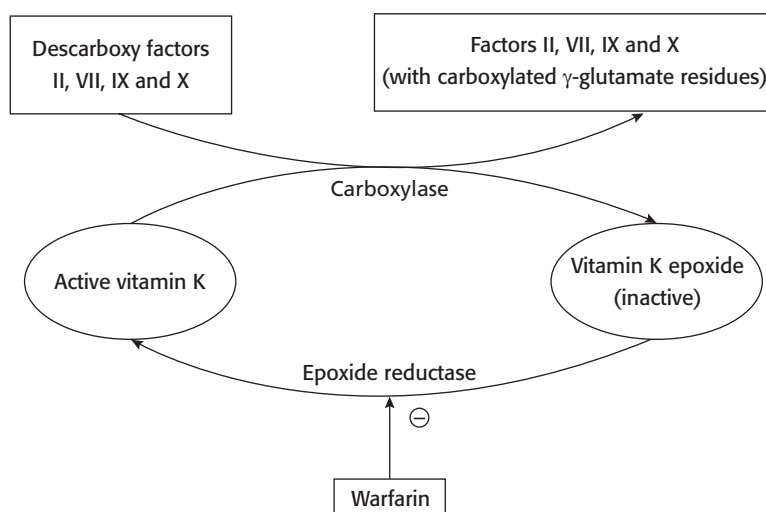 Descarboxy factors
II, VII, IX and X
Factors II, VII, IX and X
(with carboxylated γ-glutamate residues)
Carboxylase
Active vitamin K
Vitamin K epoxide
(inactive)
Epoxide reductase
−
Warfarin